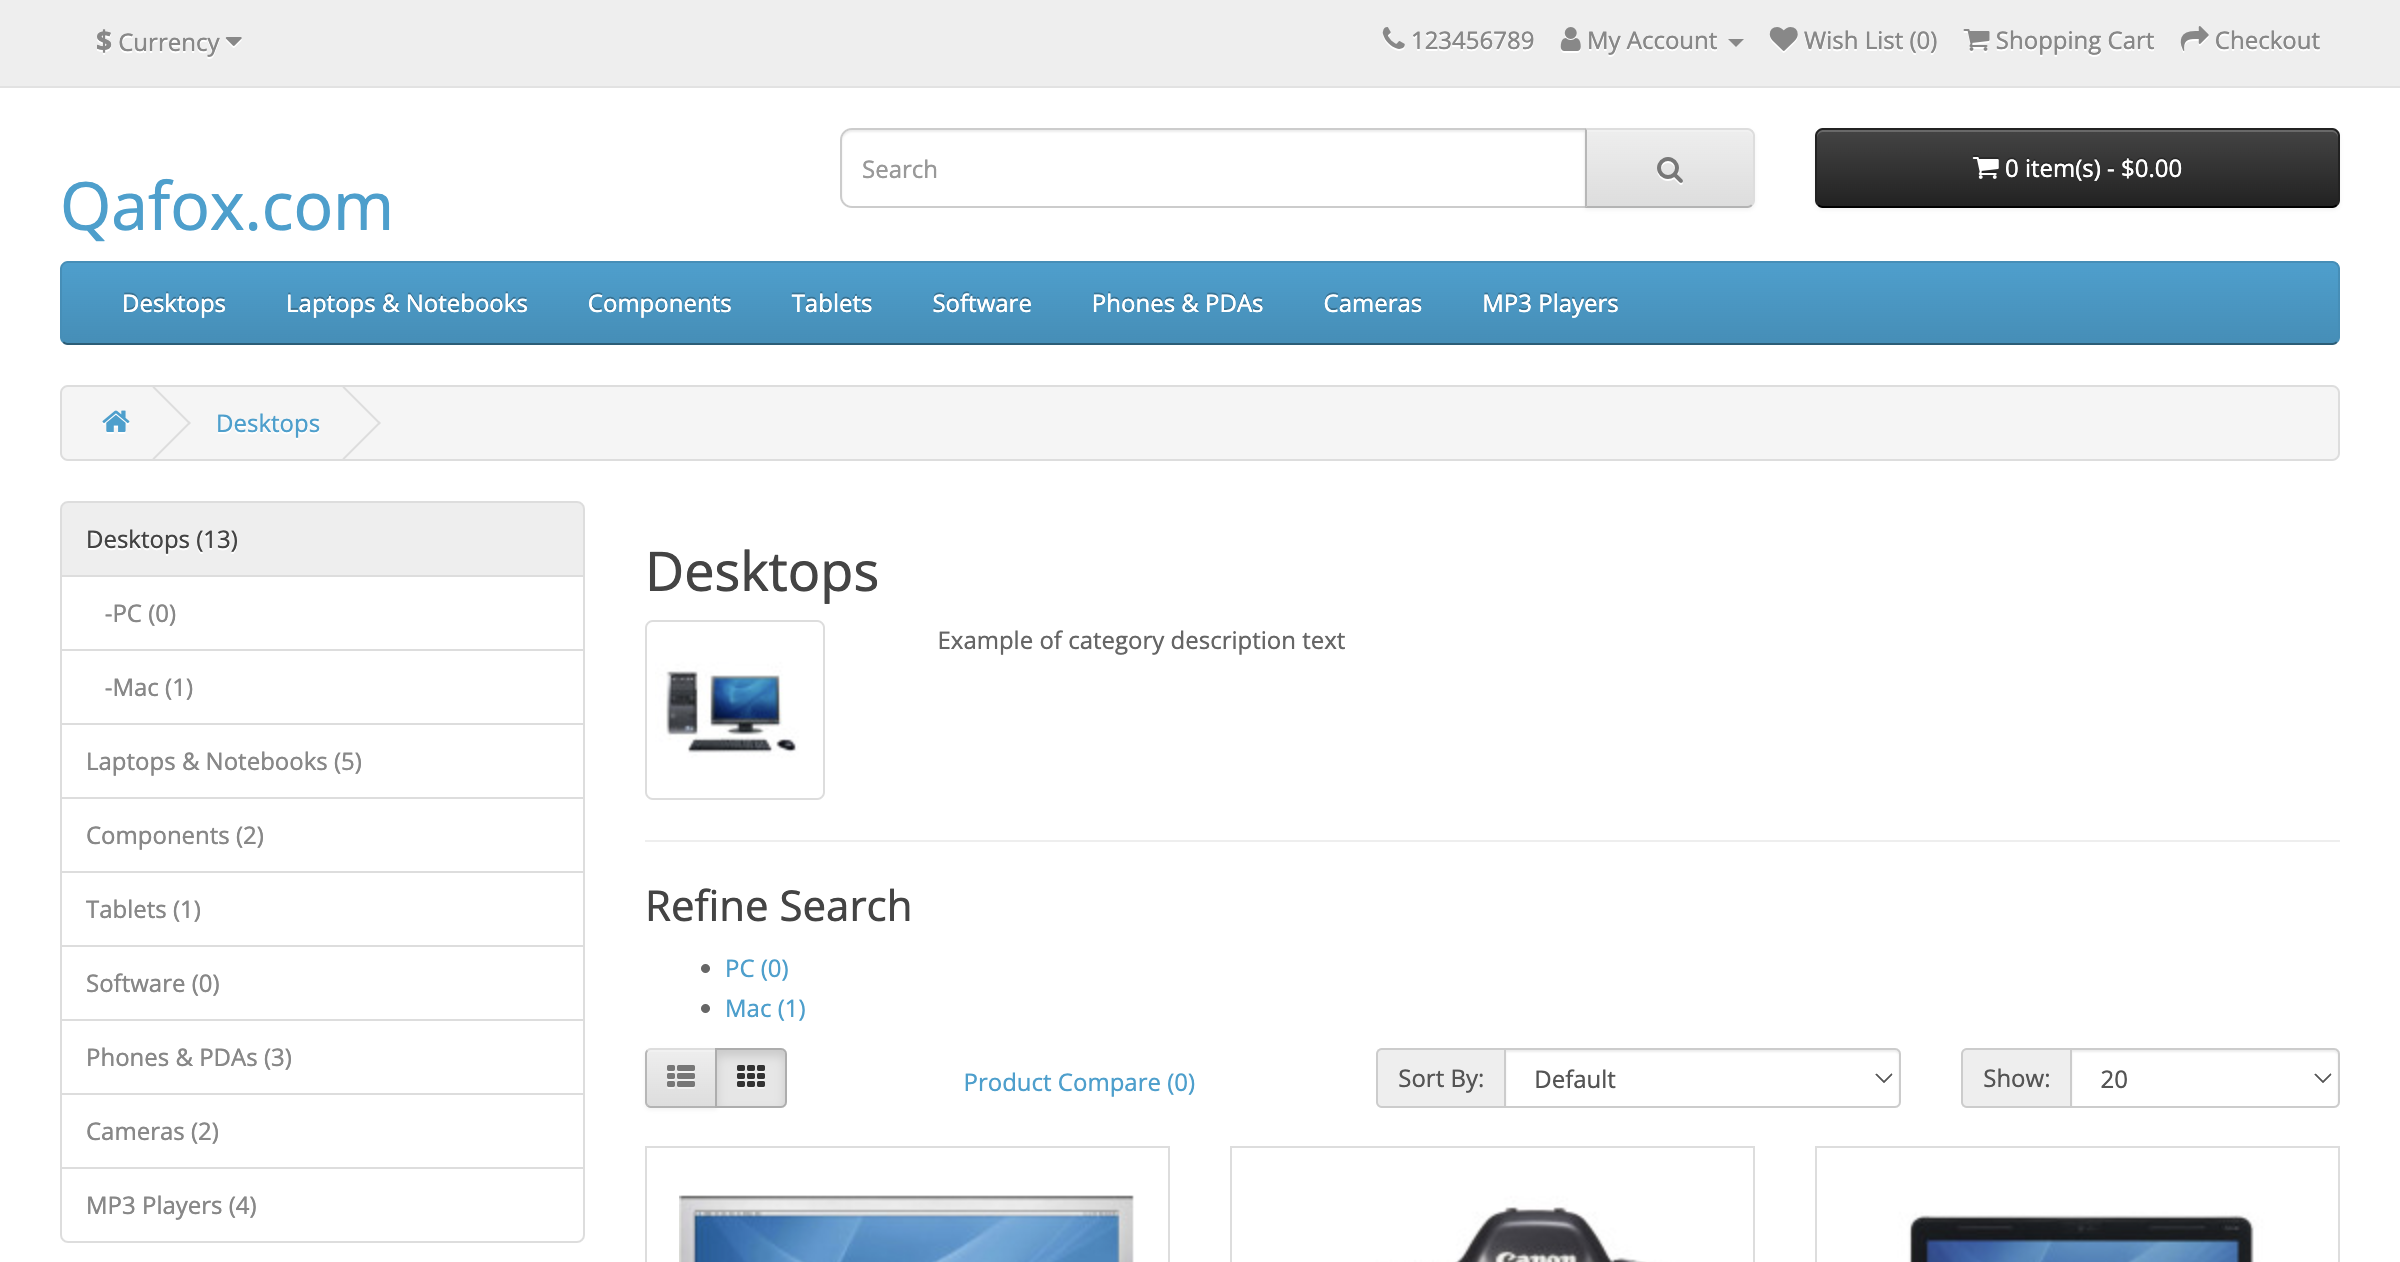 $ Currency
123456789 My Account Wish List (0) Shopping Cart Checkout
Qafox.com
Search
0 item(s) - $0.00
Desktops Laptops & Notebooks Components Tablets Software Phones & PDAs Cameras MP3 Players
Desktops
Desktops (13)
-PC (0)
-Mac (1)
Laptops & Notebooks (5)
Components (2)
Tablets (1)
Software (0)
Phones & PDAs (3)
Cameras (2)
MP3 Players (4)
Desktops
Example of category description text
Refine Search
PC (0)
Mac (1)
Product Compare (0)
Sort By: Default
Show: 20
Canon